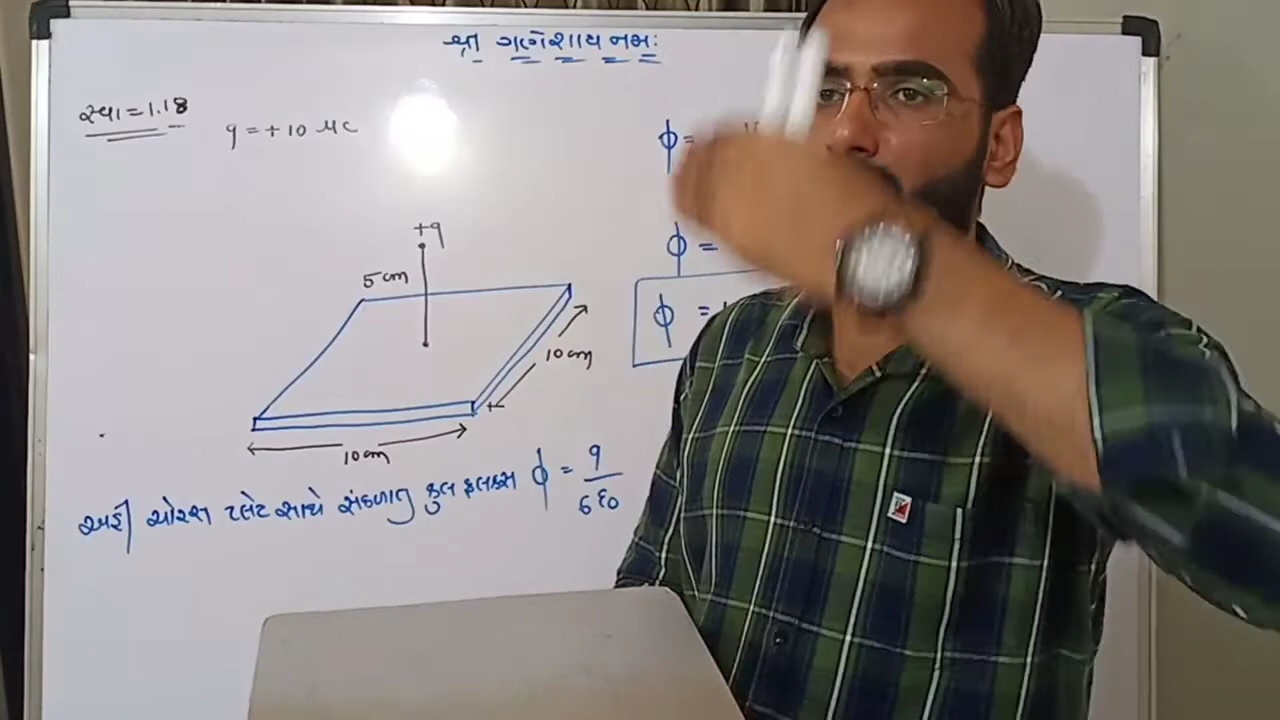 શ્રી ગણેશાય નમઃ
સ્વા = 1.18
q = + 10 μC
ϕ =
+q
5 cm
ϕ =
ϕ =
10 cm
10 cm
અહીં ચોરસ પ્લેટ સાથે સંકળાતુ કુલ ફ્લક્સ ϕ = q / 6ε0